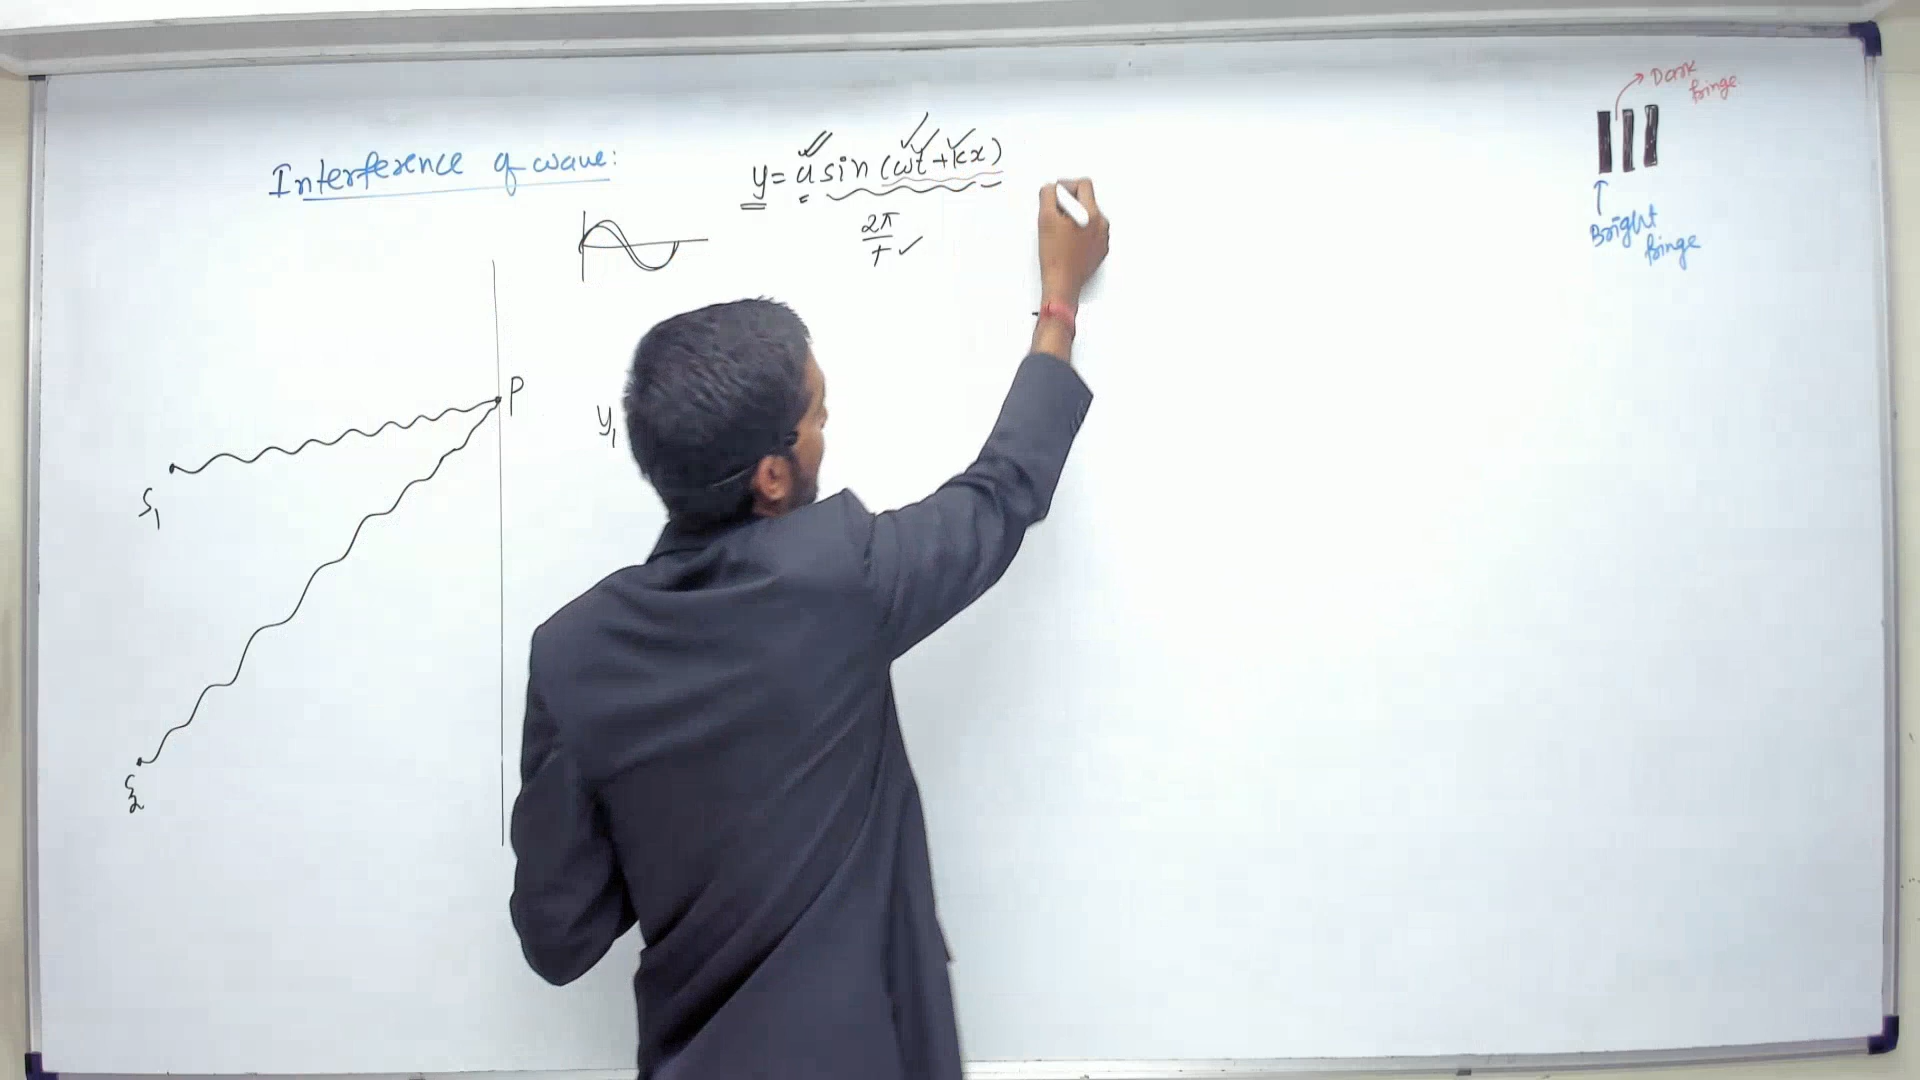 Interference of wave:
y = a sin (ωt + kx)
2π
T
P
y₁
S₁
S₂
Dark
fringe
Bright
fringe